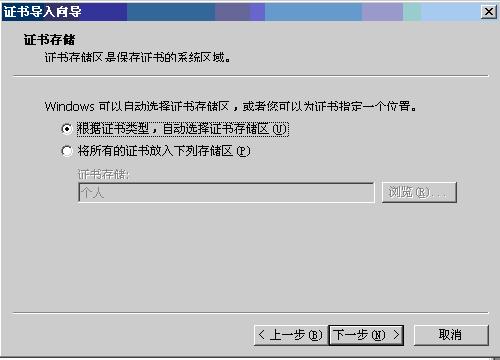 证书导入向导
证书存储
证书存储区是保存证书的系统区域。
Windows 可以自动选择证书存储区，或者您可以为证书指定一个位置。
根据证书类型，自动选择证书存储区(U)
将所有的证书放入下列存储区(P)
证书存储:
个人
浏览(R)...
< 上一步(B) 下一步(N) > 取消